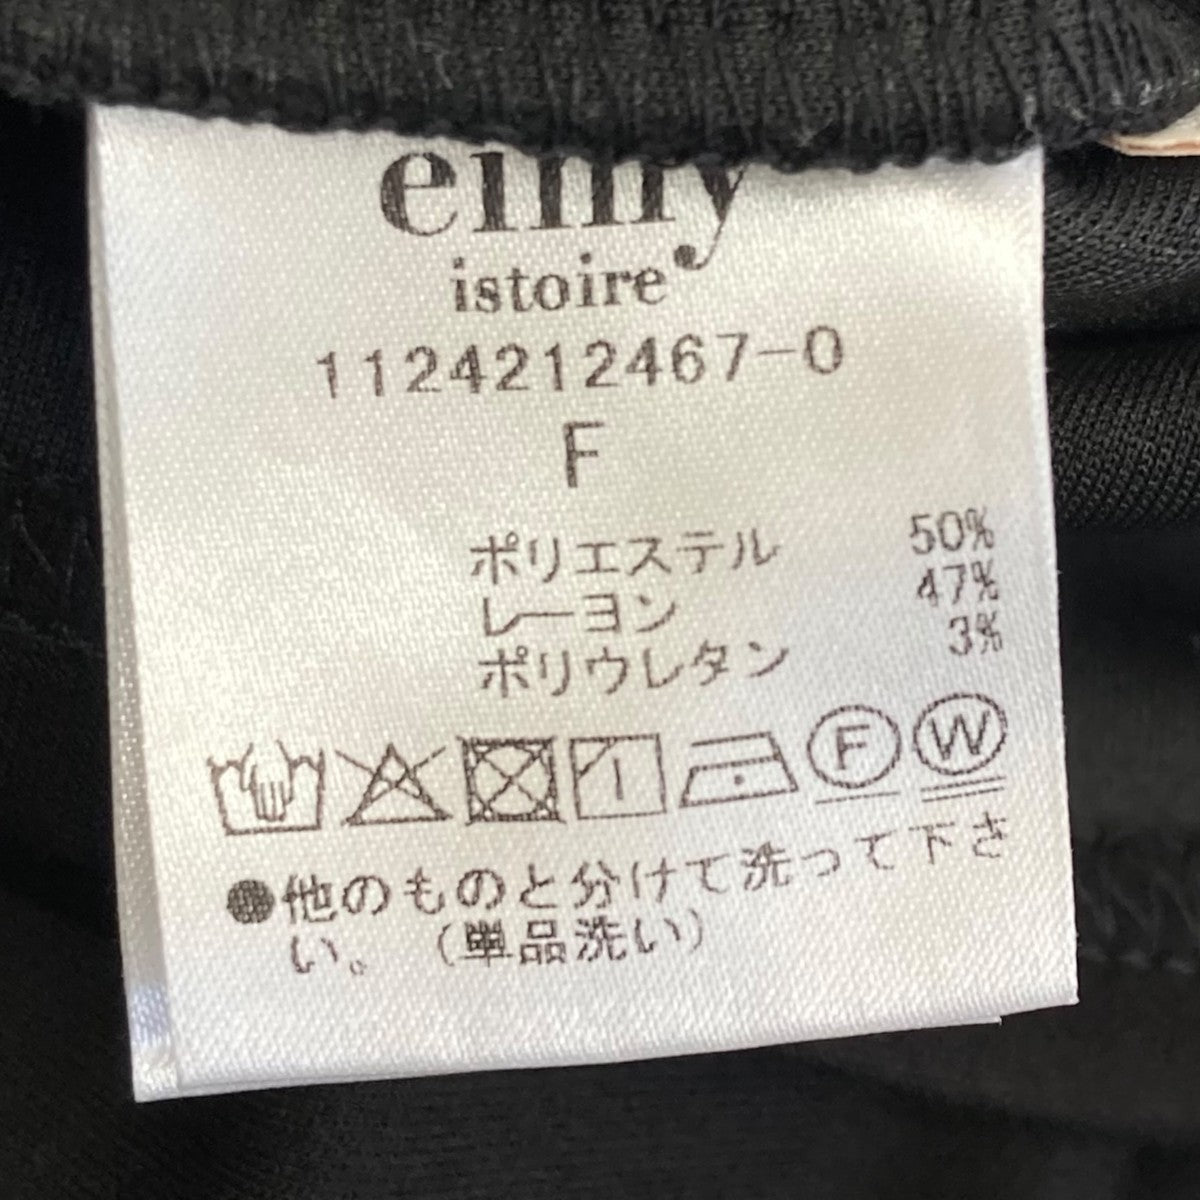 eimy
istoire
1124212467-0
F
ポリエステル 50%
レーヨン 47%
ポリウレタン 3%
F W
●他のものと分けて洗って下さ
い。(単品洗い)